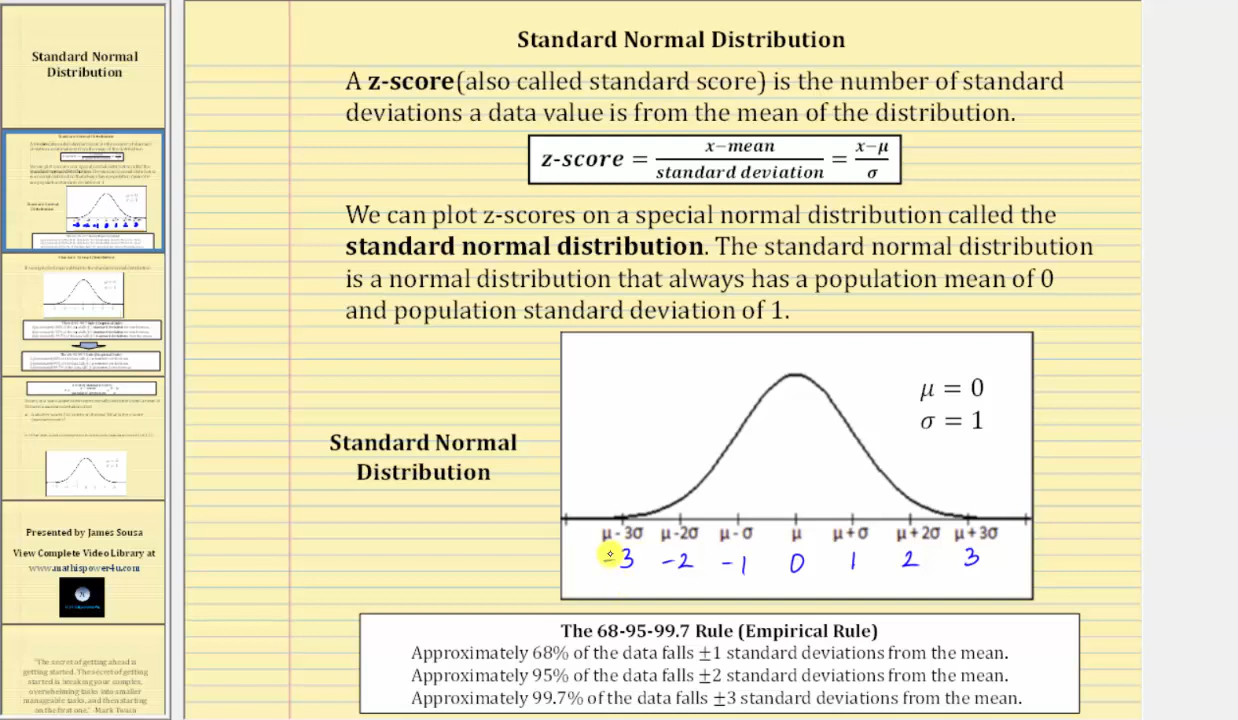 Standard Normal
Distribution
Presented by James Sousa
View Complete Video Library at
www.mathispower4u.com
"The secret of getting ahead is
getting started. The secret of getting
started is breaking your complex,
overwhelming tasks into smaller
manageable tasks, and then starting
on the first one." -Mark Twain
Standard Normal Distribution
A z-score(also called standard score) is the number of standard
deviations a data value is from the mean of the distribution.
z-score = x−mean / standard deviation = x−μ / σ
We can plot z-scores on a special normal distribution called the
standard normal distribution. The standard normal distribution
is a normal distribution that always has a population mean of 0
and population standard deviation of 1.
μ = 0
σ = 1
Standard Normal
Distribution
μ - 3σ μ -2σ μ - σ μ μ + σ μ + 2σ μ + 3σ
-3 -2 -1 0 1 2 3
The 68-95-99.7 Rule (Empirical Rule)
Approximately 68% of the data falls ±1 standard deviations from the mean.
Approximately 95% of the data falls ±2 standard deviations from the mean.
Approximately 99.7% of the data falls ±3 standard deviations from the mean.